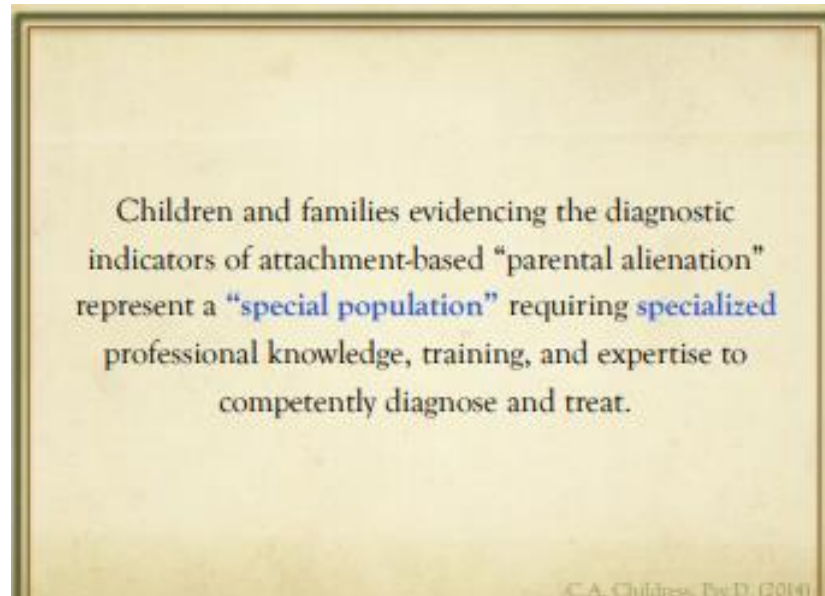 Children and families evidencing the diagnostic
indicators of attachment-based “parental alienation”
represent a “special population” requiring specialized
professional knowledge, training, and expertise to
competently diagnose and treat.
C.A. Childress, Psy.D. (2014)